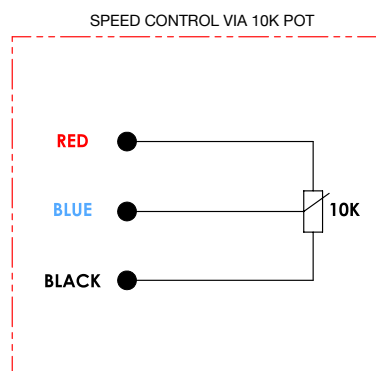 SPEED CONTROL VIA 10K POT
RED
BLUE
10K
BLACK